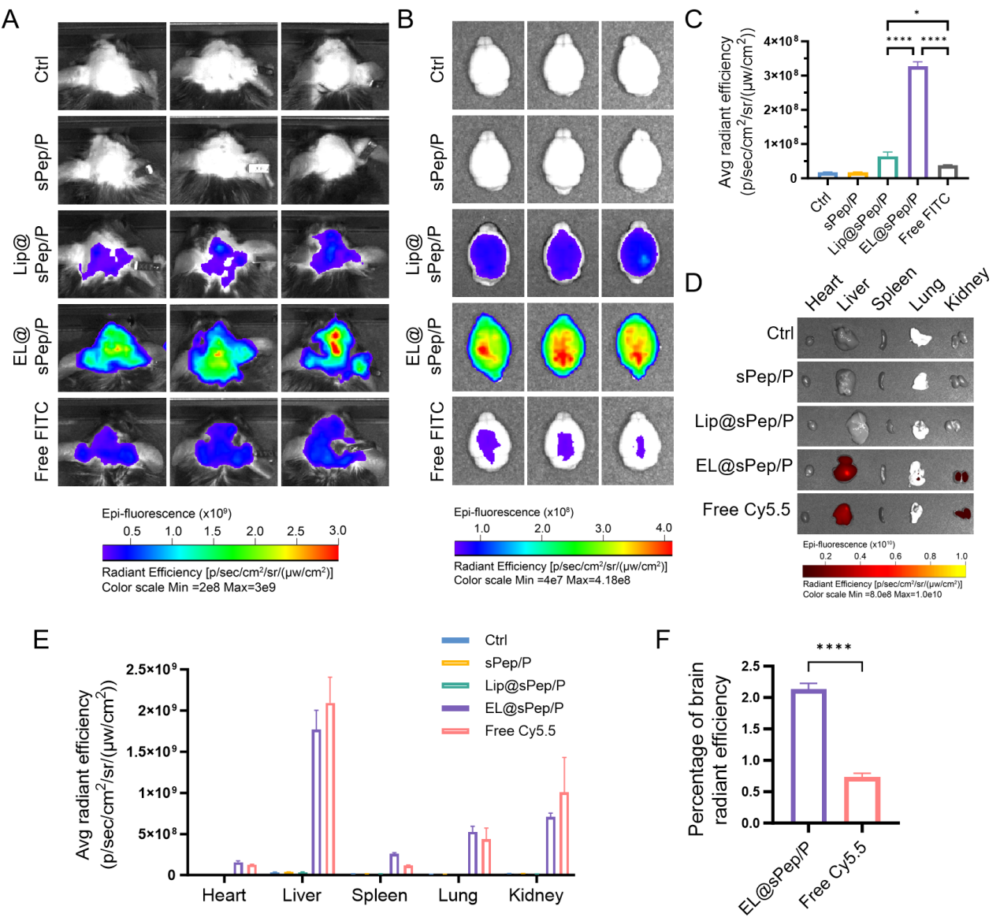 A
Ctrl
sPep/P
Lip@
sPep/P
EL@
sPep/P
Free FITC
Epi-fluorescence (x10⁹)
0.5 1.0 1.5 2.0 2.5 3.0
Radiant Efficiency [p/sec/cm²/sr/(μw/cm²)]
Color scale Min =2e8 Max=3e9
B
Ctrl
sPep/P
Lip@
sPep/P
EL@
sPep/P
Free FITC
Epi-fluorescence (x10⁸)
1.0 2.0 3.0 4.0
Radiant Efficiency [p/sec/cm²/sr/(μw/cm²)]
Color scale Min =4e7 Max=4.18e8
C
Avg radiant efficiency
(p/sec/cm²/sr/(μw/cm²))
4×10⁸
3×10⁸
2×10⁸
1×10⁸
0
*
**** ****
Ctrl
sPep/P
Lip@sPep/P
EL@sPep/P
Free FITC
D
Heart Liver Spleen Lung Kidney
Ctrl
sPep/P
Lip@sPep/P
EL@sPep/P
Free Cy5.5
Epi-fluorescence (x10¹⁰)
0.2 0.4 0.6 0.8 1.0
Radiant Efficiency [p/sec/cm²/sr/(μw/cm²)]
Color scale Min =8.0e8 Max=1.0e10
E
Avg radiant efficiency
(p/sec/cm²/sr/(μw/cm²))
2.5×10⁹
2×10⁹
1.5×10⁹
1×10⁹
5×10⁸
0
Ctrl
sPep/P
Lip@sPep/P
EL@sPep/P
Free Cy5.5
Heart Liver Spleen Lung Kidney
F
Percentage of brain
radiant efficiency
2.5
2.0
1.5
1.0
0.5
0.0
****
EL@sPep/P
Free Cy5.5